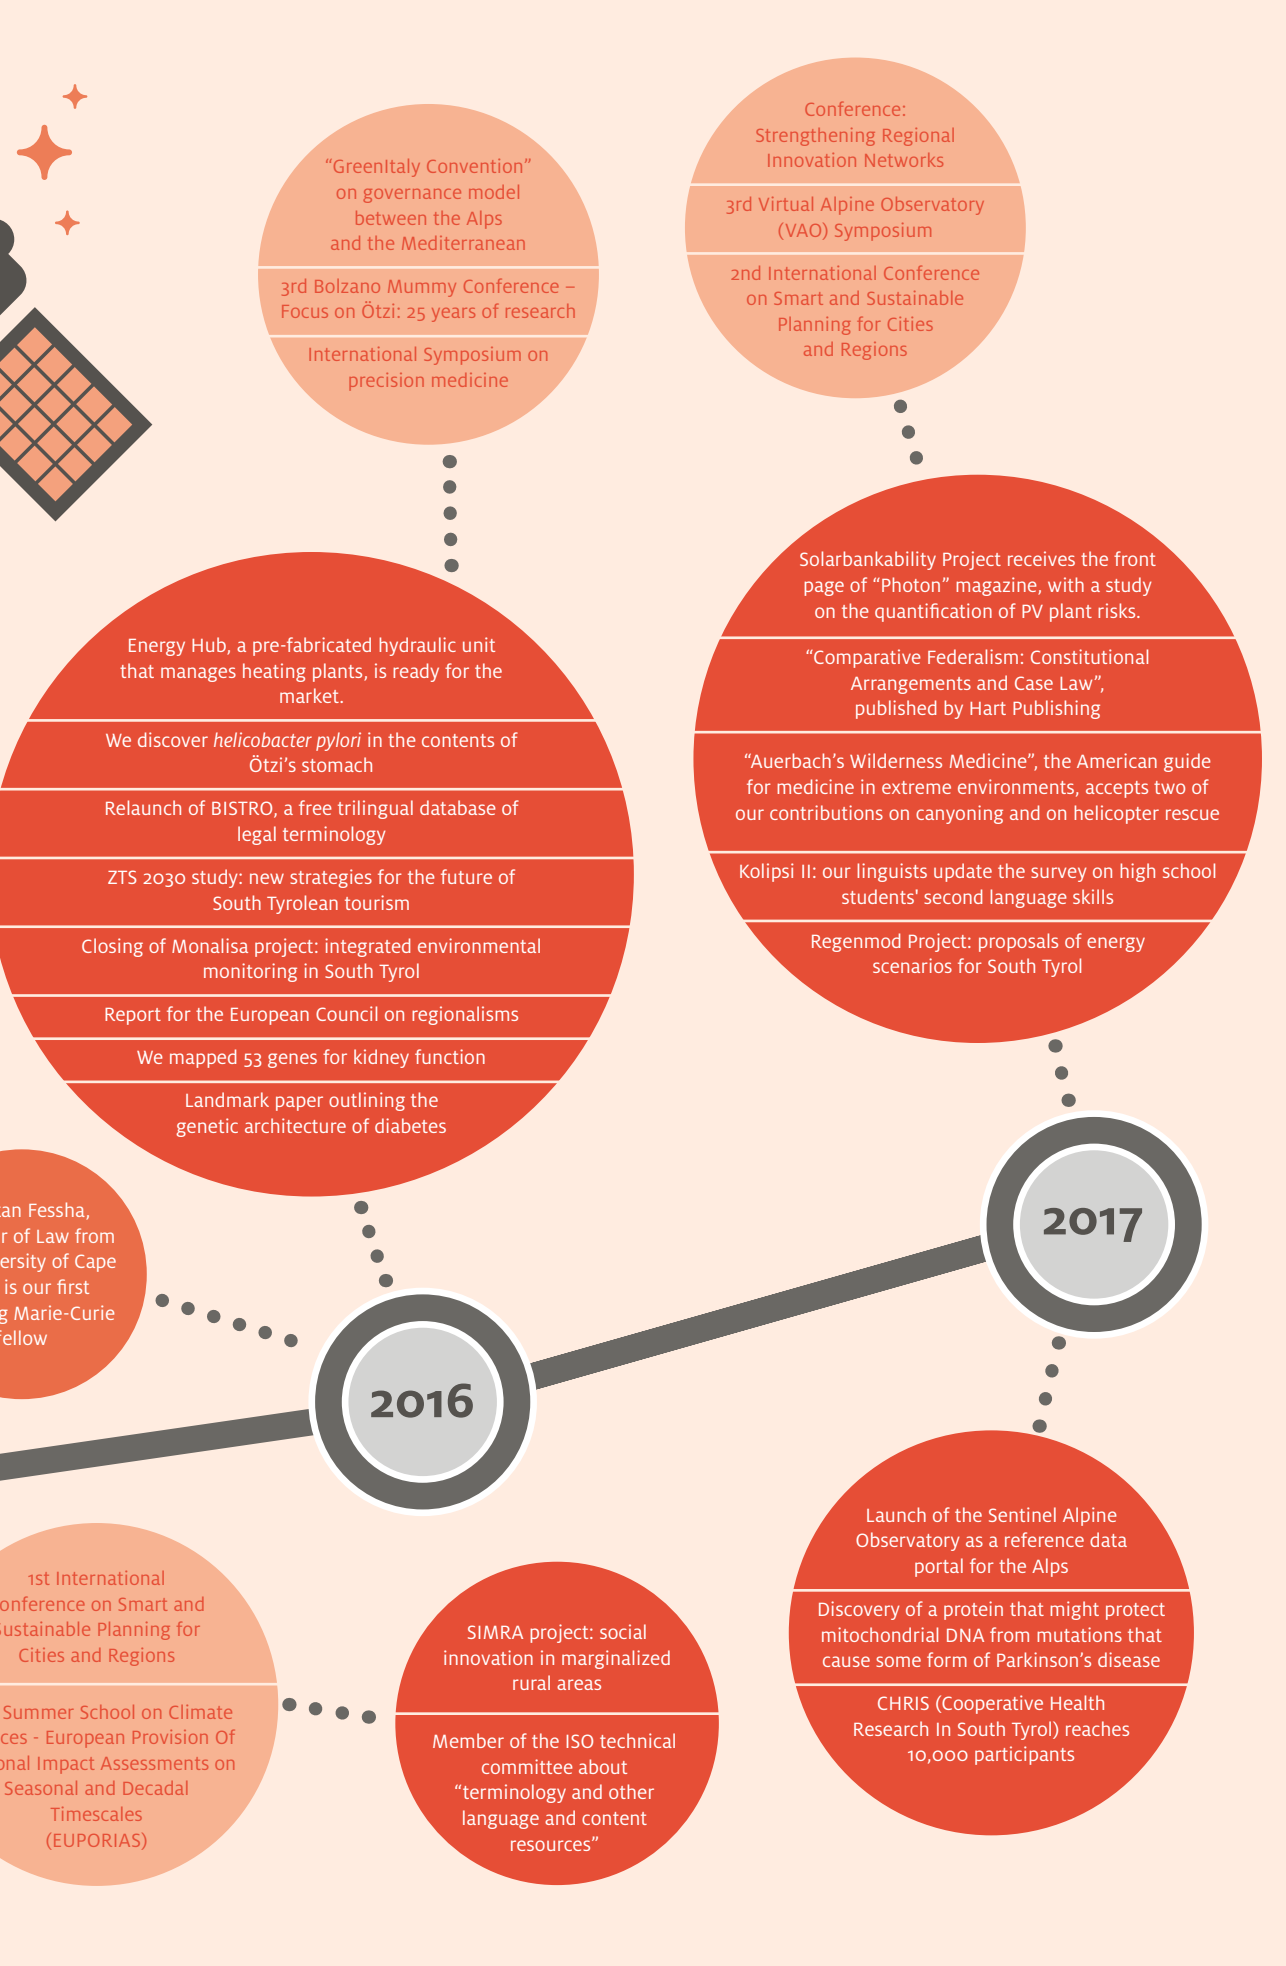 Conference:
Strengthening Regional
Innovation Networks
3rd Virtual Alpine Observatory
(VAO) Symposium
2nd International Conference
on Smart and Sustainable
Planning for Cities
and Regions
“GreenItaly Convention”
on governance model
between the Alps
and the Mediterranean
3rd Bolzano Mummy Conference –
Focus on Ötzi: 25 years of research
International Symposium on
precision medicine
Solarbankability Project receives the front
page of “Photon” magazine, with a study
on the quantification of PV plant risks.
“Comparative Federalism: Constitutional
Arrangements and Case Law”,
published by Hart Publishing
“Auerbach’s Wilderness Medicine”, the American guide
for medicine in extreme environments, accepts two of
our contributions on canyoning and on helicopter rescue
Kolipsi II: our linguists update the survey on high school
students' second language skills
Regenmod Project: proposals of energy
scenarios for South Tyrol
Energy Hub, a pre-fabricated hydraulic unit
that manages heating plants, is ready for the
market.
We discover helicobacter pylori in the contents of
Ötzi’s stomach
Relaunch of BISTRO, a free trilingual database of
legal terminology
ZTS 2030 study: new strategies for the future of
South Tyrolean tourism
Closing of Monalisa project: integrated environmental
monitoring in South Tyrol
Report for the European Council on regionalisms
We mapped 53 genes for kidney function
Landmark paper outlining the
genetic architecture of diabetes
Fessha,
of Law from
of Cape
is our first
Marie-Curie
fellow
2017
2016
1st International
on Smart and
Sustainable Planning for
Cities and Regions
Summer School on Climate
- European Provision Of
Impact Assessments on
Seasonal and Decadal
Timescales
(EUPORIAS)
SIMRA project: social
innovation in marginalized
rural areas
Member of the ISO technical
committee about
“terminology and other
language and content
resources”
Launch of the Sentinel Alpine
Observatory as a reference data
portal for the Alps
Discovery of a protein that might protect
mitochondrial DNA from mutations that
cause some form of Parkinson’s disease
CHRIS (Cooperative Health
Research In South Tyrol) reaches
10,000 participants